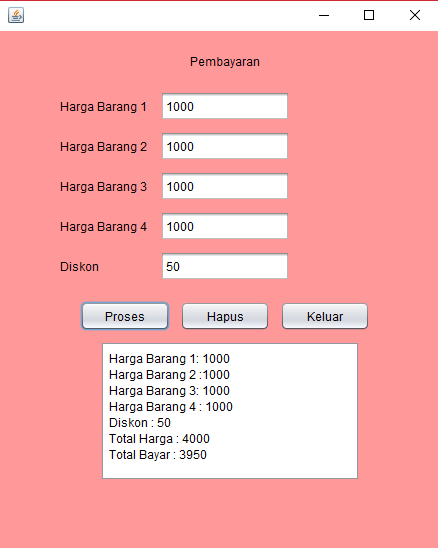 Pembayaran
Harga Barang 1 1000
Harga Barang 2 1000
Harga Barang 3 1000
Harga Barang 4 1000
Diskon 50
Proses Hapus Keluar
Harga Barang 1: 1000
Harga Barang 2 :1000
Harga Barang 3: 1000
Harga Barang 4 : 1000
Diskon : 50
Total Harga : 4000
Total Bayar : 3950